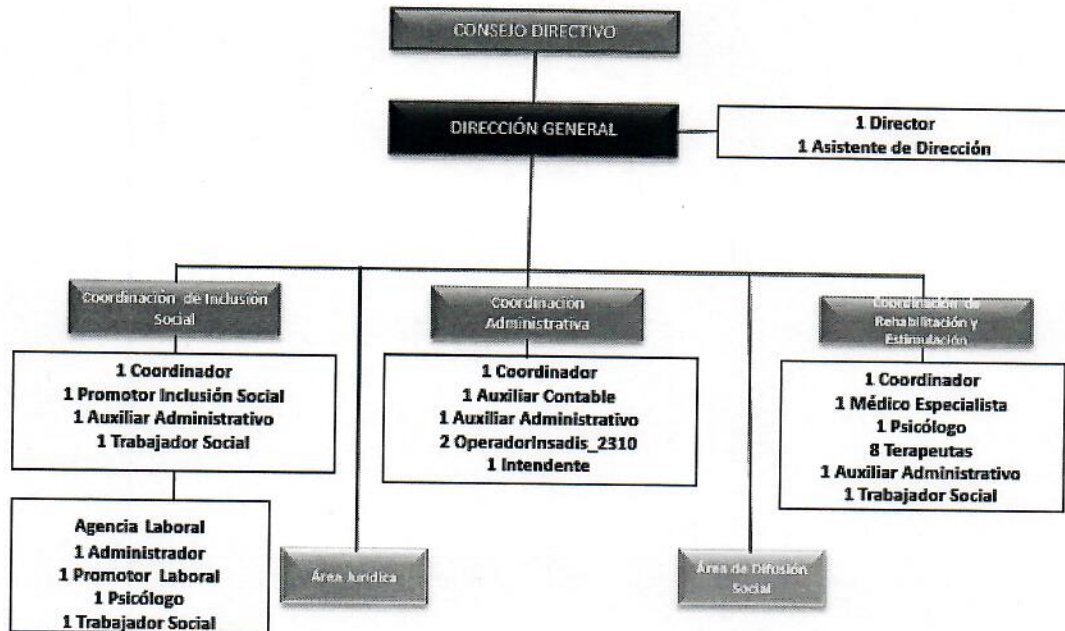 CONSEJO DIRECTIVO
DIRECCIÓN GENERAL
1 Director
1 Asistente de Dirección
Coordinación de Inclusión
Social
1 Coordinador
1 Promotor Inclusión Social
1 Auxiliar Administrativo
1 Trabajador Social
Agencia Laboral
1 Administrador
1 Promotor Laboral
1 Psicólogo
1 Trabajador Social
Coordinación
Administrativa
1 Coordinador
1 Auxiliar Contable
1 Auxiliar Administrativo
2 OperadorInsadis_2310
1 Intendente
Coordinación de
Rehabilitación y
Estimulación
1 Coordinador
1 Médico Especialista
1 Psicólogo
8 Terapeutas
1 Auxiliar Administrativo
1 Trabajador Social
Área Jurídica
Área de Difusión
Social